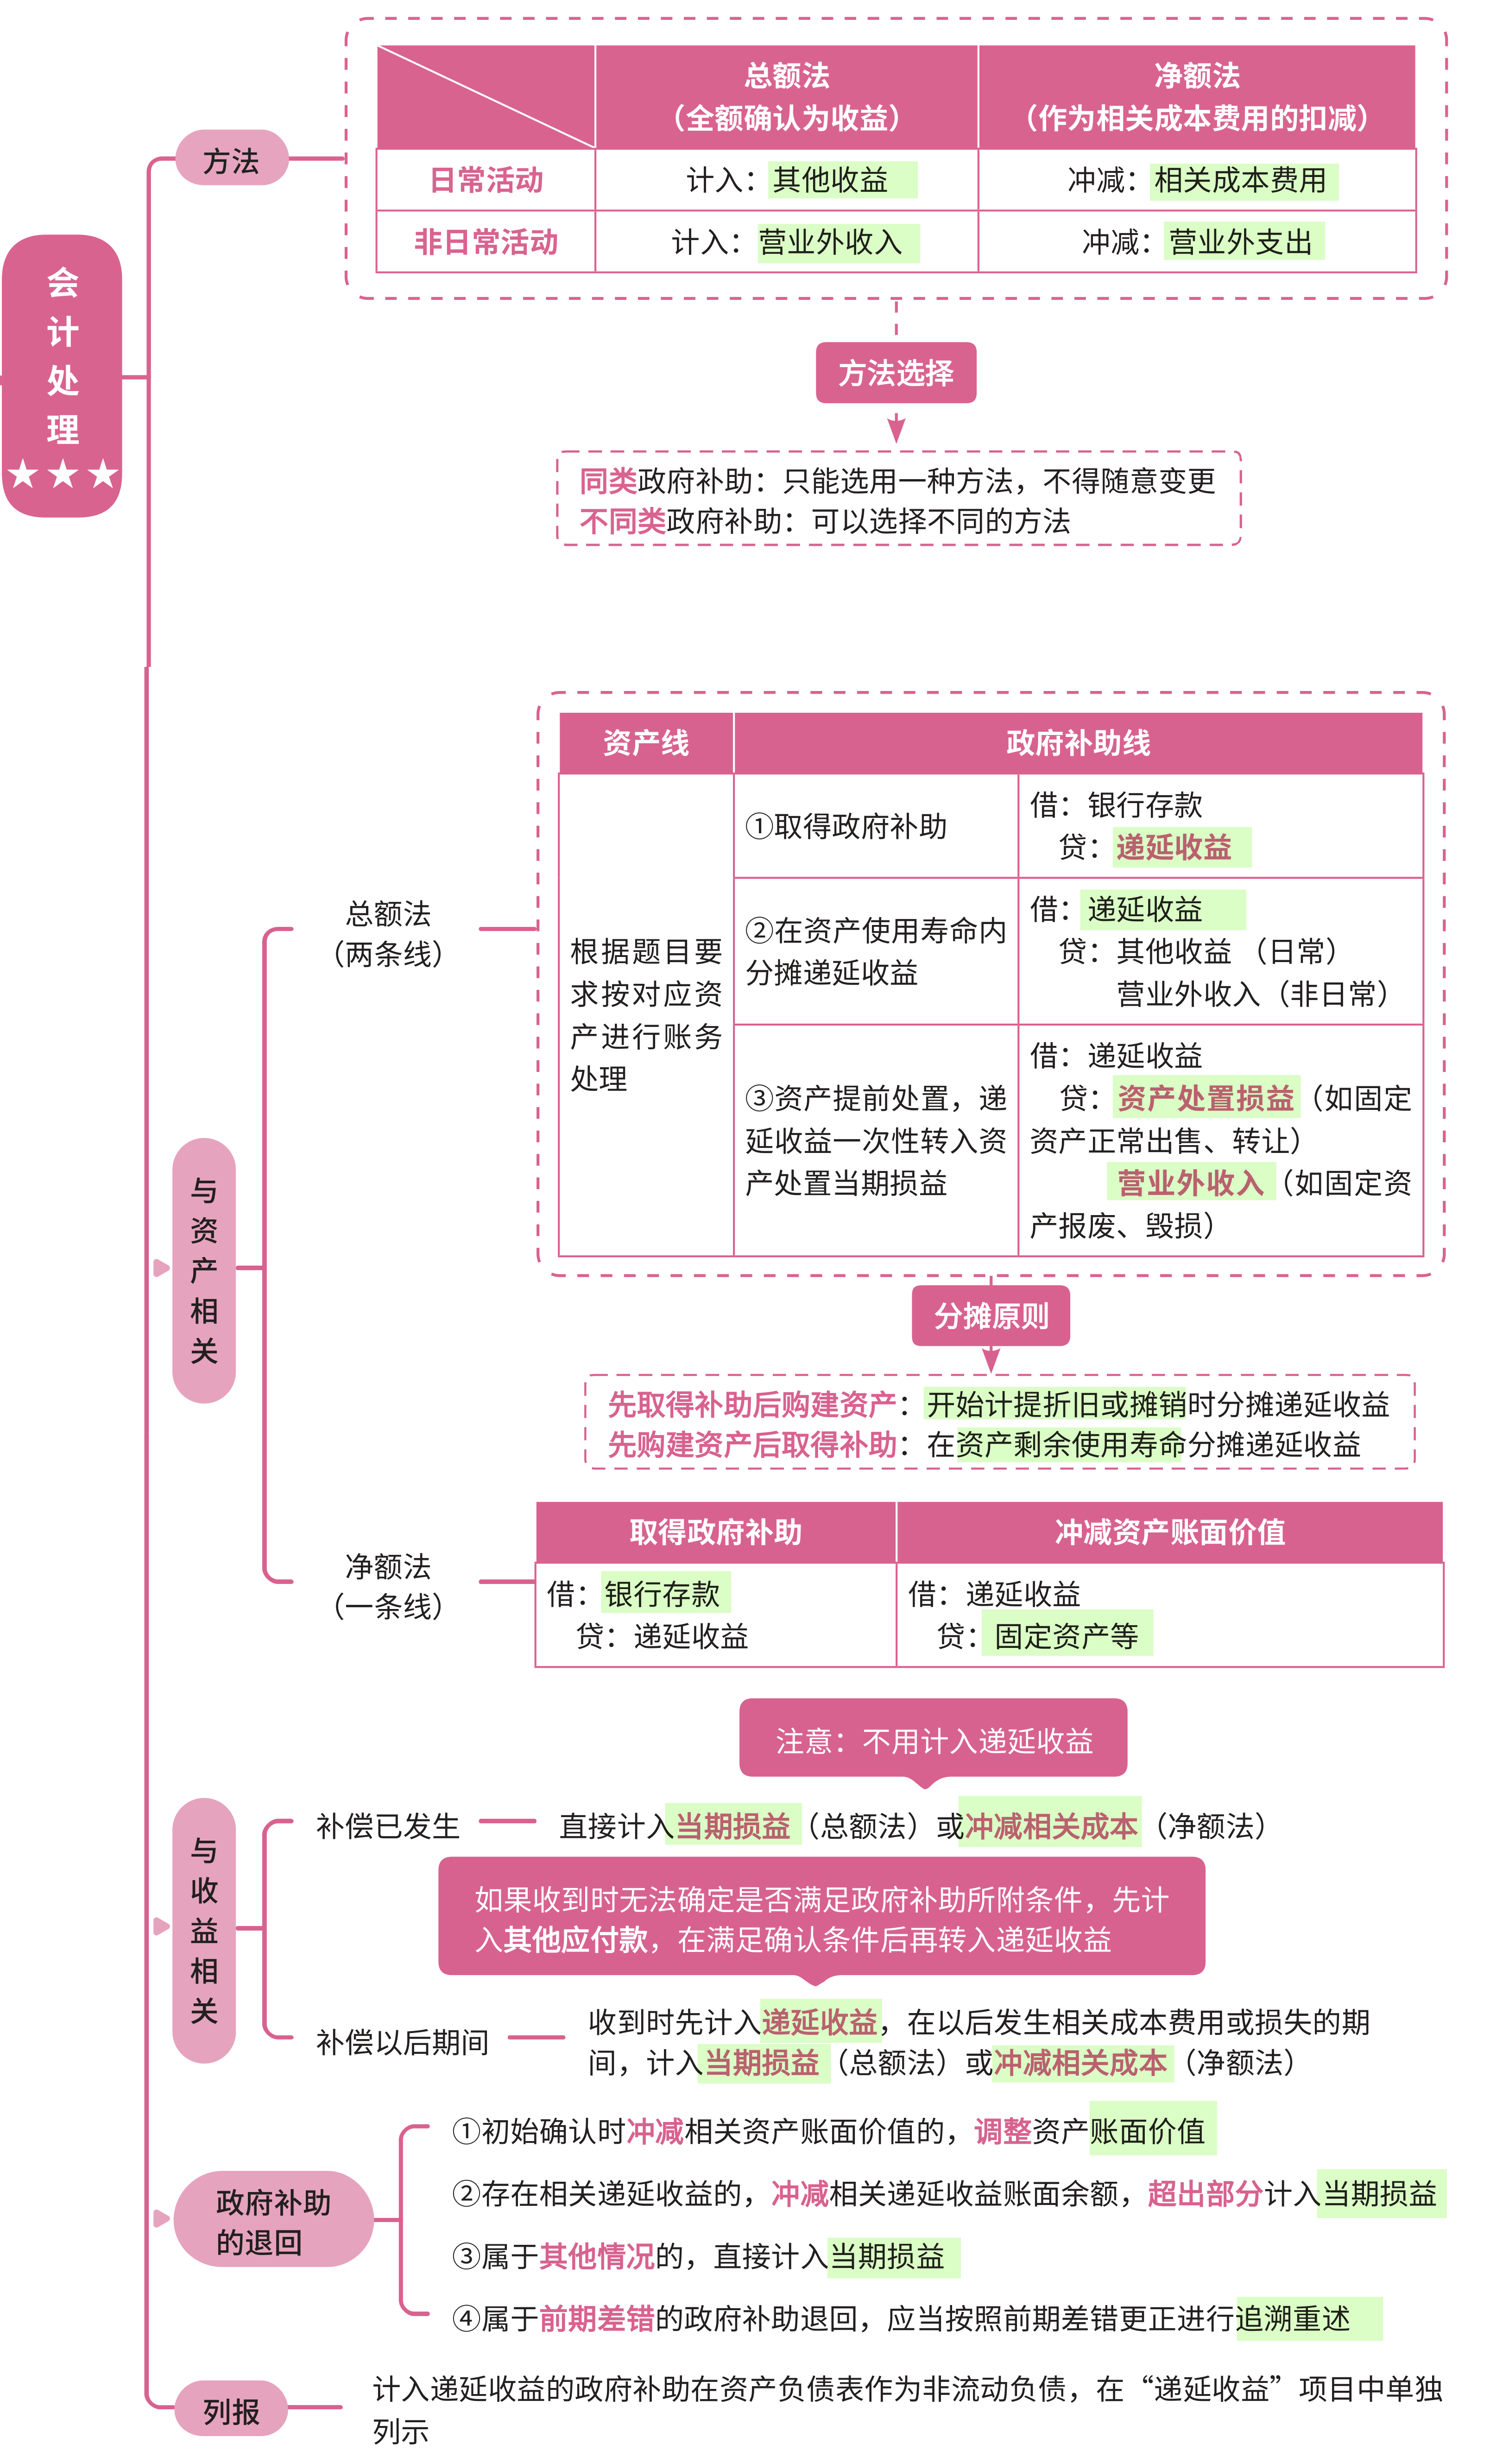 会
计
处
理
★★★
方法
总额法
（全额确认为收益）
净额法
（作为相关成本费用的扣减）
日常活动
计入：其他收益
冲减：相关成本费用
非日常活动
计入：营业外收入
冲减：营业外支出
方法选择
同类政府补助：只能选用一种方法，不得随意变更
不同类政府补助：可以选择不同的方法
与
资
产
相
关
总额法
（两条线）
资产线
政府补助线
根据题目要
求按对应资
产进行账务
处理
①取得政府补助
借：银行存款
贷：递延收益
②在资产使用寿命内
分摊递延收益
借：递延收益
贷：其他收益 （日常）
营业外收入（非日常）
③资产提前处置，递
延收益一次性转入资
产处置当期损益
借：递延收益
贷：资产处置损益（如固定
资产正常出售、转让）
营业外收入（如固定资
产报废、毁损）
分摊原则
先取得补助后购建资产：开始计提折旧或摊销时分摊递延收益
先购建资产后取得补助：在资产剩余使用寿命分摊递延收益
净额法
（一条线）
取得政府补助
冲减资产账面价值
借：银行存款
贷：递延收益
借：递延收益
贷：固定资产等
与
收
益
相
关
注意：不用计入递延收益
补偿已发生
直接计入当期损益（总额法）或冲减相关成本（净额法）
如果收到时无法确定是否满足政府补助所附条件，先计
入其他应付款，在满足确认条件后再转入递延收益
补偿以后期间
收到时先计入递延收益，在以后发生相关成本费用或损失的期
间，计入当期损益（总额法）或冲减相关成本（净额法）
政府补助
的退回
①初始确认时冲减相关资产账面价值的，调整资产账面价值
②存在相关递延收益的，冲减相关递延收益账面余额，超出部分计入当期损益
③属于其他情况的，直接计入当期损益
④属于前期差错的政府补助退回，应当按照前期差错更正进行追溯重述
列报
计入递延收益的政府补助在资产负债表作为非流动负债，在“递延收益”项目中单独
列示